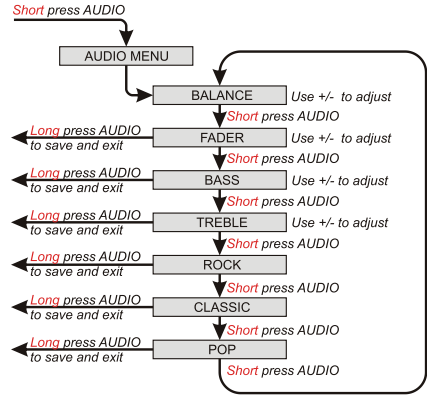 Short press AUDIO
AUDIO MENU
BALANCE Use +/- to adjust
Short press AUDIO
Long press AUDIO
to save and exit
FADER Use +/- to adjust
Short press AUDIO
Long press AUDIO
to save and exit
BASS Use +/- to adjust
Short press AUDIO
Long press AUDIO
to save and exit
TREBLE Use +/- to adjust
Short press AUDIO
Long press AUDIO
to save and exit
ROCK
Short press AUDIO
Long press AUDIO
to save and exit
CLASSIC
Short press AUDIO
Long press AUDIO
to save and exit
POP
Short press AUDIO